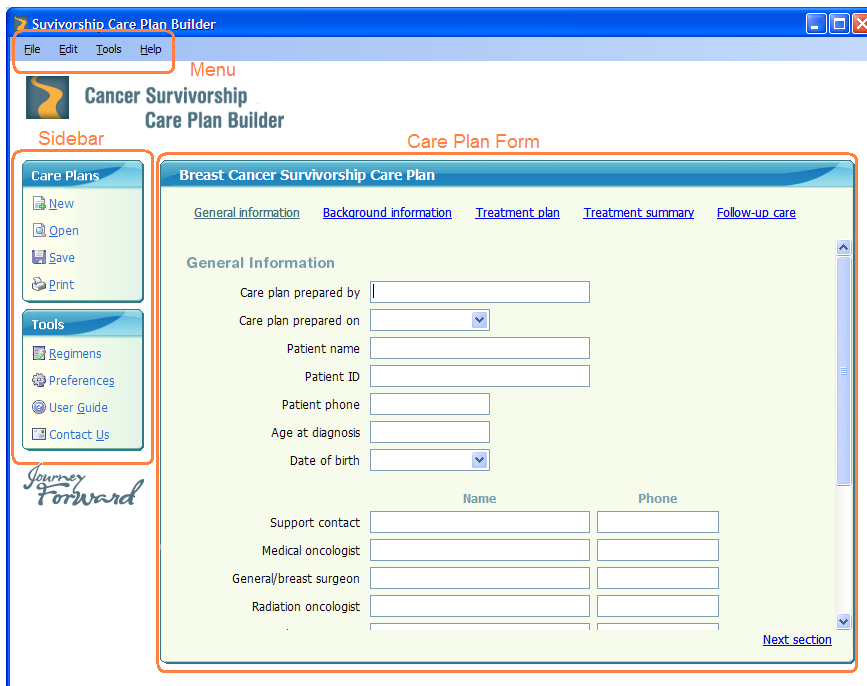 Suvivorship Care Plan Builder
File Edit Tools Help
Menu
Cancer Survivorship
Care Plan Builder
Sidebar
Care Plan Form
Care Plans
New
Open
Save
Print
Tools
Regimens
Preferences
User Guide
Contact Us
Journey
Forward
Breast Cancer Survivorship Care Plan
General information Background information Treatment plan Treatment summary Follow-up care
General Information
Care plan prepared by
Care plan prepared on
Patient name
Patient ID
Patient phone
Age at diagnosis
Date of birth
Name Phone
Support contact
Medical oncologist
General/breast surgeon
Radiation oncologist
Next section